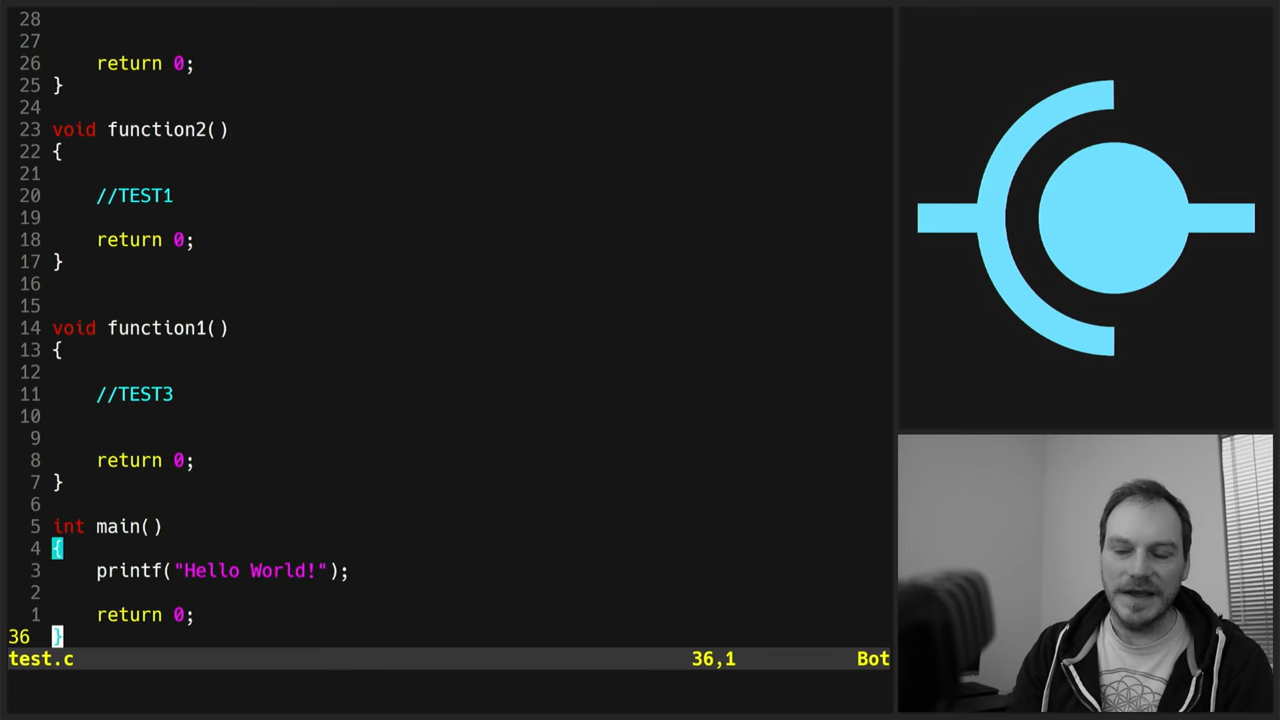 28
27
26 return 0;
25 }
24
23 void function2()
22 {
21
20 //TEST1
19
18 return 0;
17 }
16
15
14 void function1()
13 {
12
11 //TEST3
10
9
8 return 0;
7 }
6
5 int main()
4 {
3 printf("Hello World!");
2
1 return 0;
36 }
test.c 36,1 Bot